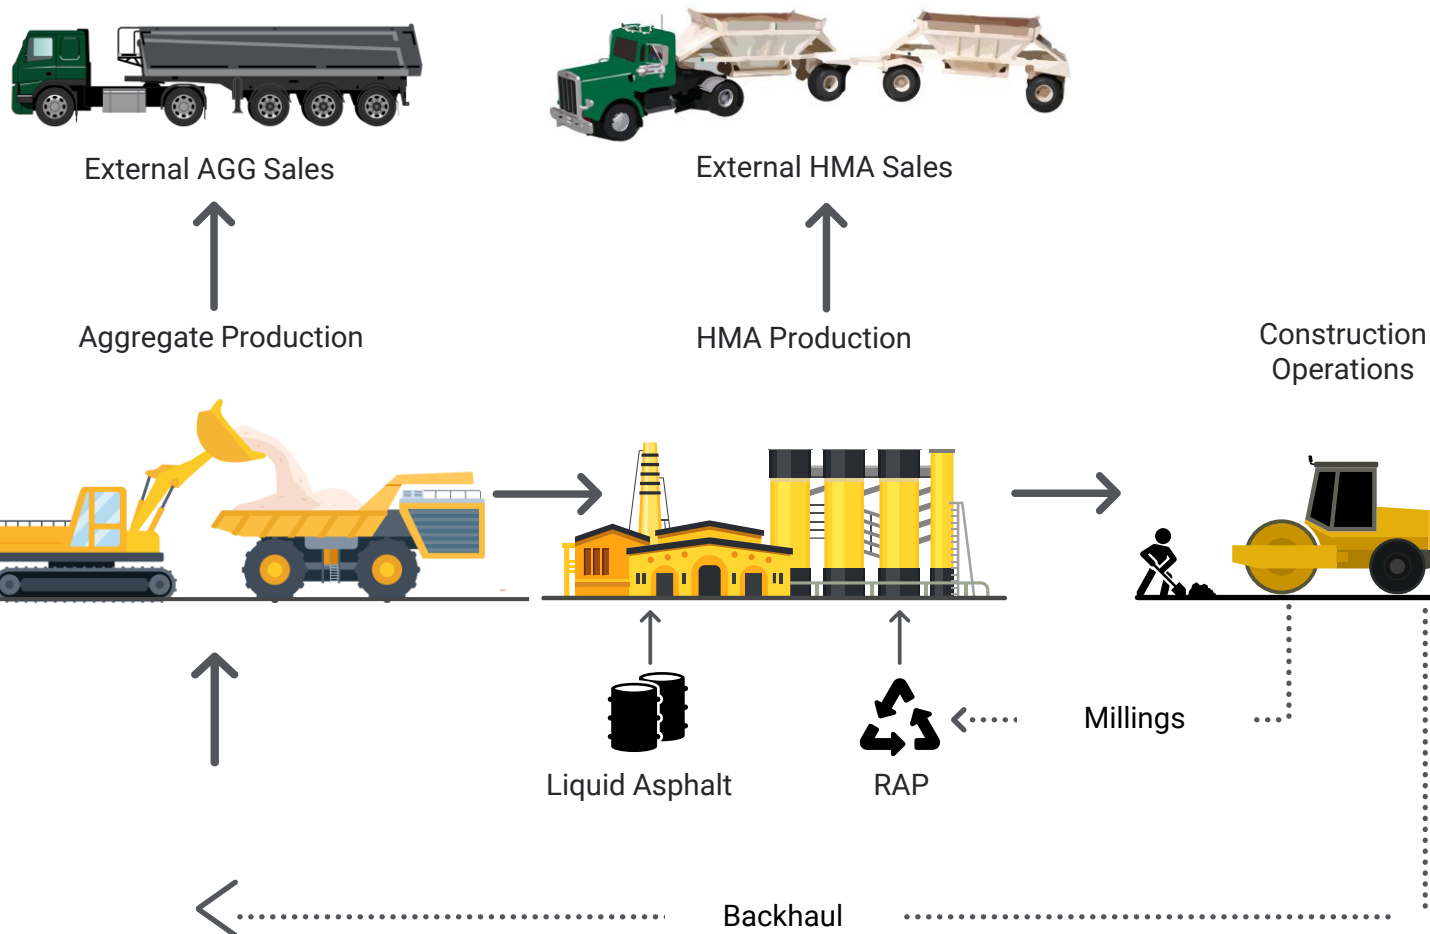 External AGG Sales
External HMA Sales
Aggregate Production
HMA Production
Construction
Operations
Liquid Asphalt
RAP
Millings
Backhaul